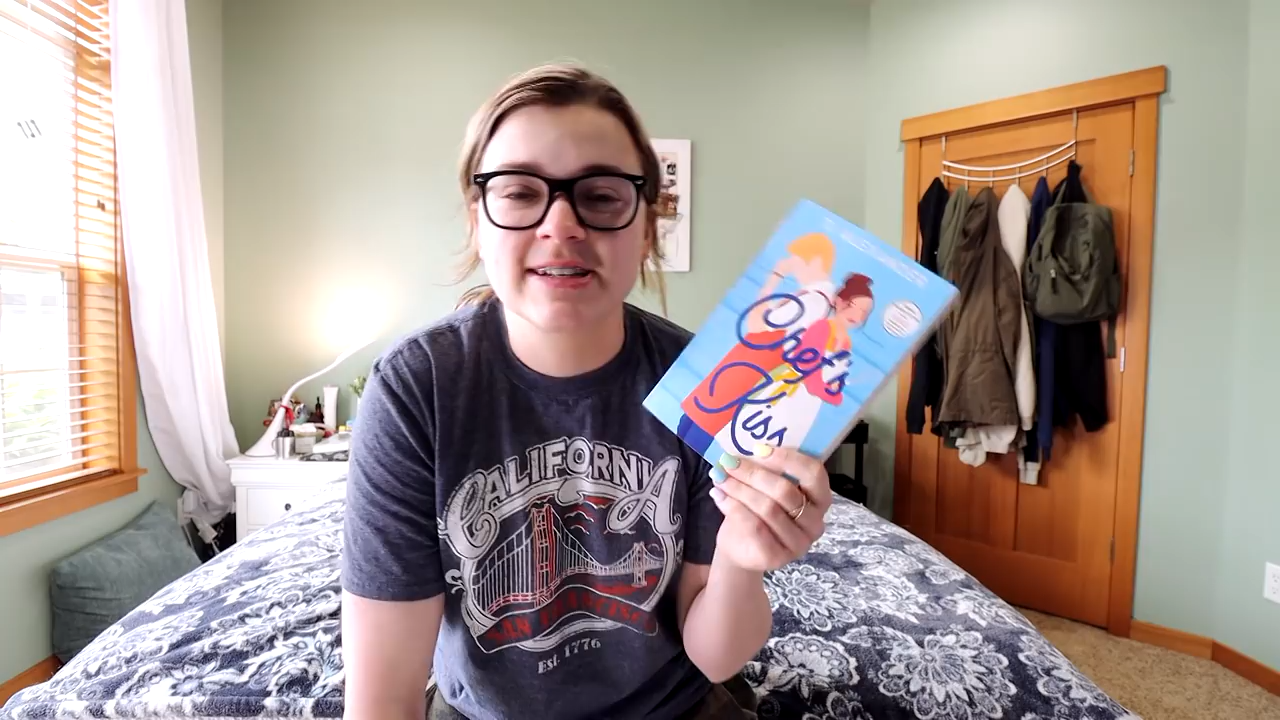 Chef's
Kiss
CALIFORNIA
SAN FRANCISCO
Est. 1776